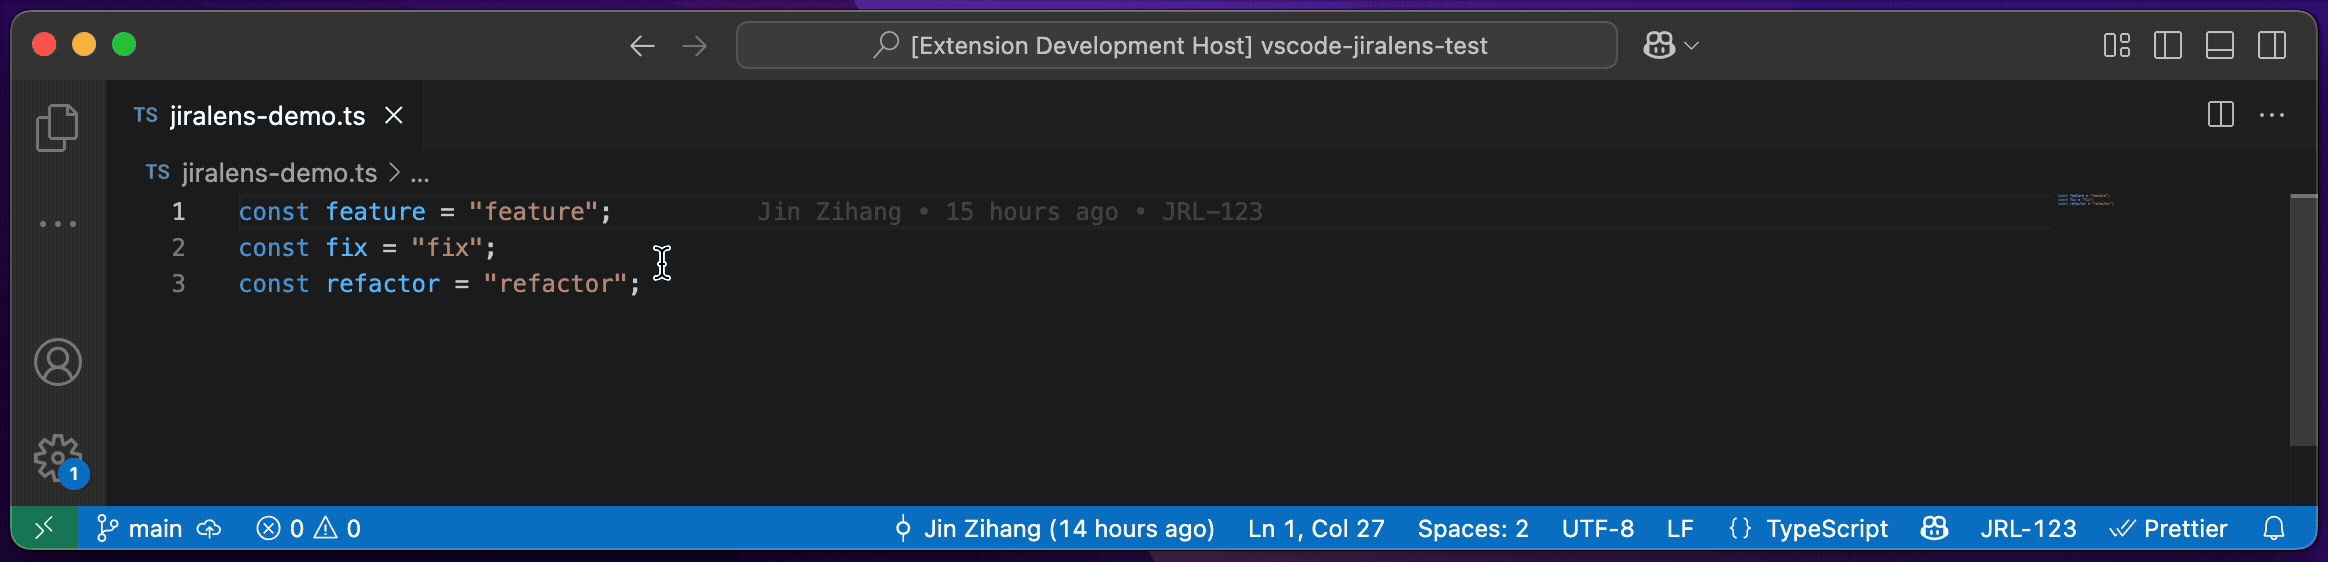 [Extension Development Host] vscode-jiralens-test
TS jiralens-demo.ts
TS jiralens-demo.ts > ...
1 const feature = "feature"; Jin Zihang • 15 hours ago • JRL-123
2 const fix = "fix";
3 const refactor = "refactor";
1
main 0 0 Jin Zihang (14 hours ago) Ln 1, Col 27 Spaces: 2 UTF-8 LF {} TypeScript JRL-123 Prettier